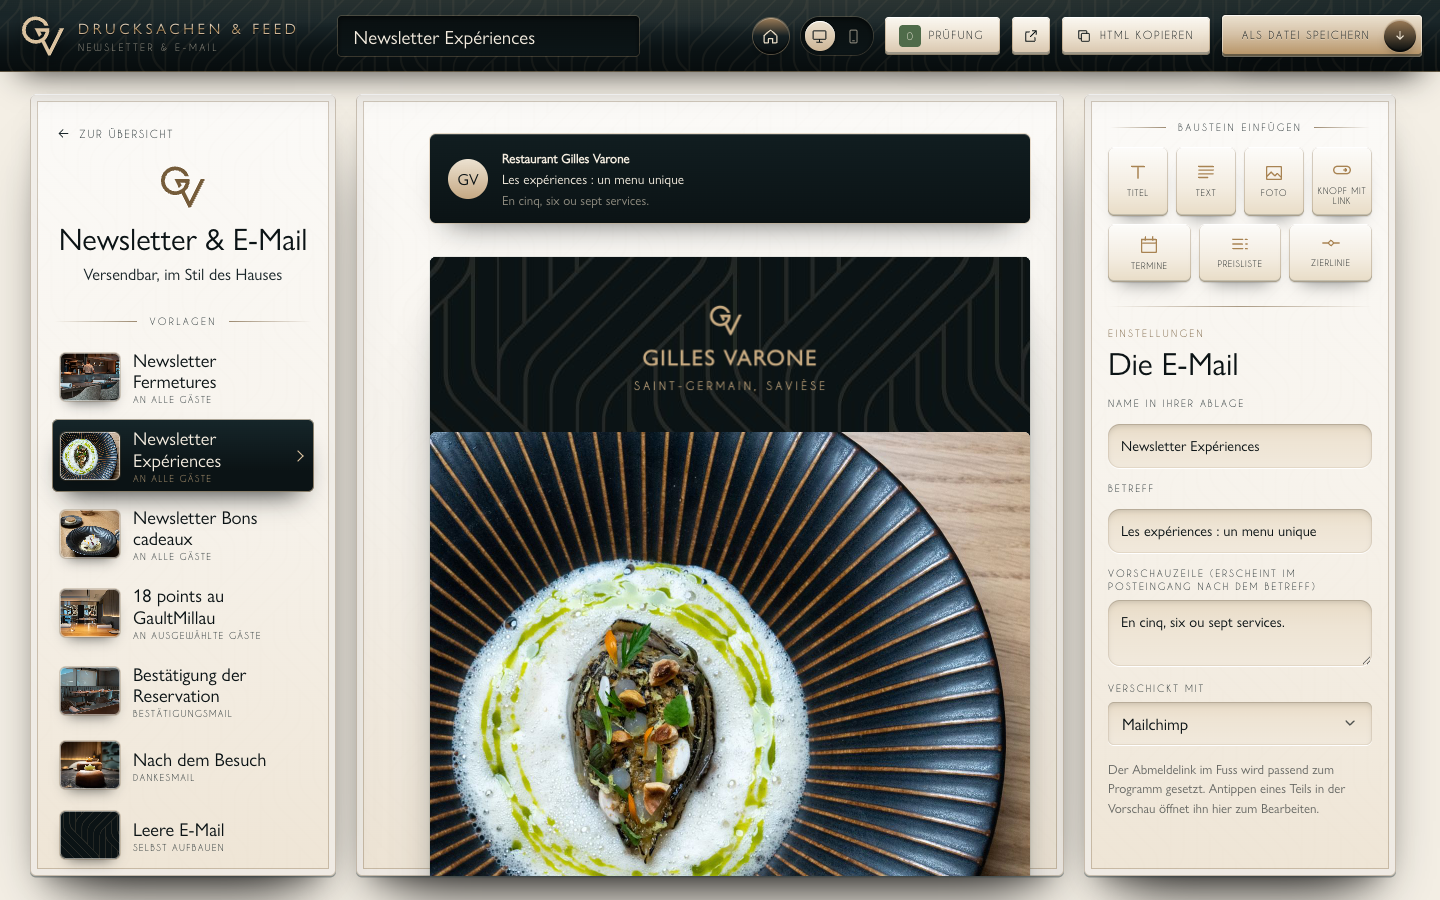 GV
DRUCKSACHEN & FEED
NEWSLETTER & E-MAIL
Newsletter Expériences
0 PRÜFUNG
HTML KOPIEREN
ALS DATEI SPEICHERN
ZUR ÜBERSICHT
GV
Newsletter & E-Mail
Versendbar, im Stil des Hauses
VORLAGEN
Newsletter
Fermetures
AN ALLE GÄSTE
Newsletter
Expériences
AN ALLE GÄSTE
Newsletter Bons
cadeaux
AN ALLE GÄSTE
18 points au
GaultMillau
AN AUSGEWÄHLTE GÄSTE
Bestätigung der
Reservation
BESTÄTIGUNGSMAIL
Nach dem Besuch
DANKESMAIL
Leere E-Mail
SELBST AUFBAUEN
GV
Restaurant Gilles Varone
Les expériences : un menu unique
En cinq, six ou sept services.
GV
GILLES VARONE
SAINT-GERMAIN, SAVIÈSE
BAUSTEIN EINFÜGEN
TITEL
TEXT
FOTO
KNOPF MIT
LINK
TERMINE
PREISLISTE
ZIERLINIE
EINSTELLUNGEN
Die E-Mail
NAME IN IHRER ABLAGE
Newsletter Expériences
BETREFF
Les expériences : un menu unique
VORSCHAUZEILE (ERSCHEINT IM
POSTEINGANG NACH DEM BETREFF)
En cinq, six ou sept services.
VERSCHICKT MIT
Mailchimp
Der Abmeldelink im Fuss wird passend zum
Programm gesetzt. Antippen eines Teils in der
Vorschau öffnet ihn hier zum Bearbeiten.